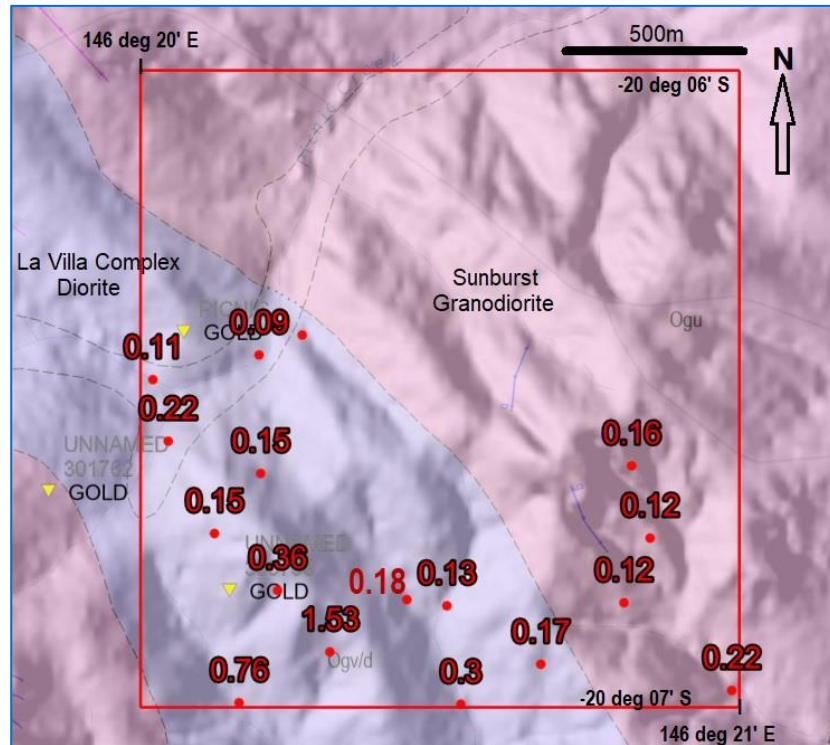 146 deg 20' E
500m
-20 deg 06' S
N
La Villa Complex
Diorite
Sunburst
Granodiorite
PICNIC
GOLD
0.09
Ogu
0.11
0.22
UNNAMED
301762
GOLD
0.15
0.16
0.15
0.12
UNNAMED
0.36
GOLD
0.18
0.13
0.12
1.53
Ogv/d
0.17
0.76
0.3
0.22
-20 deg 07' S
146 deg 21' E